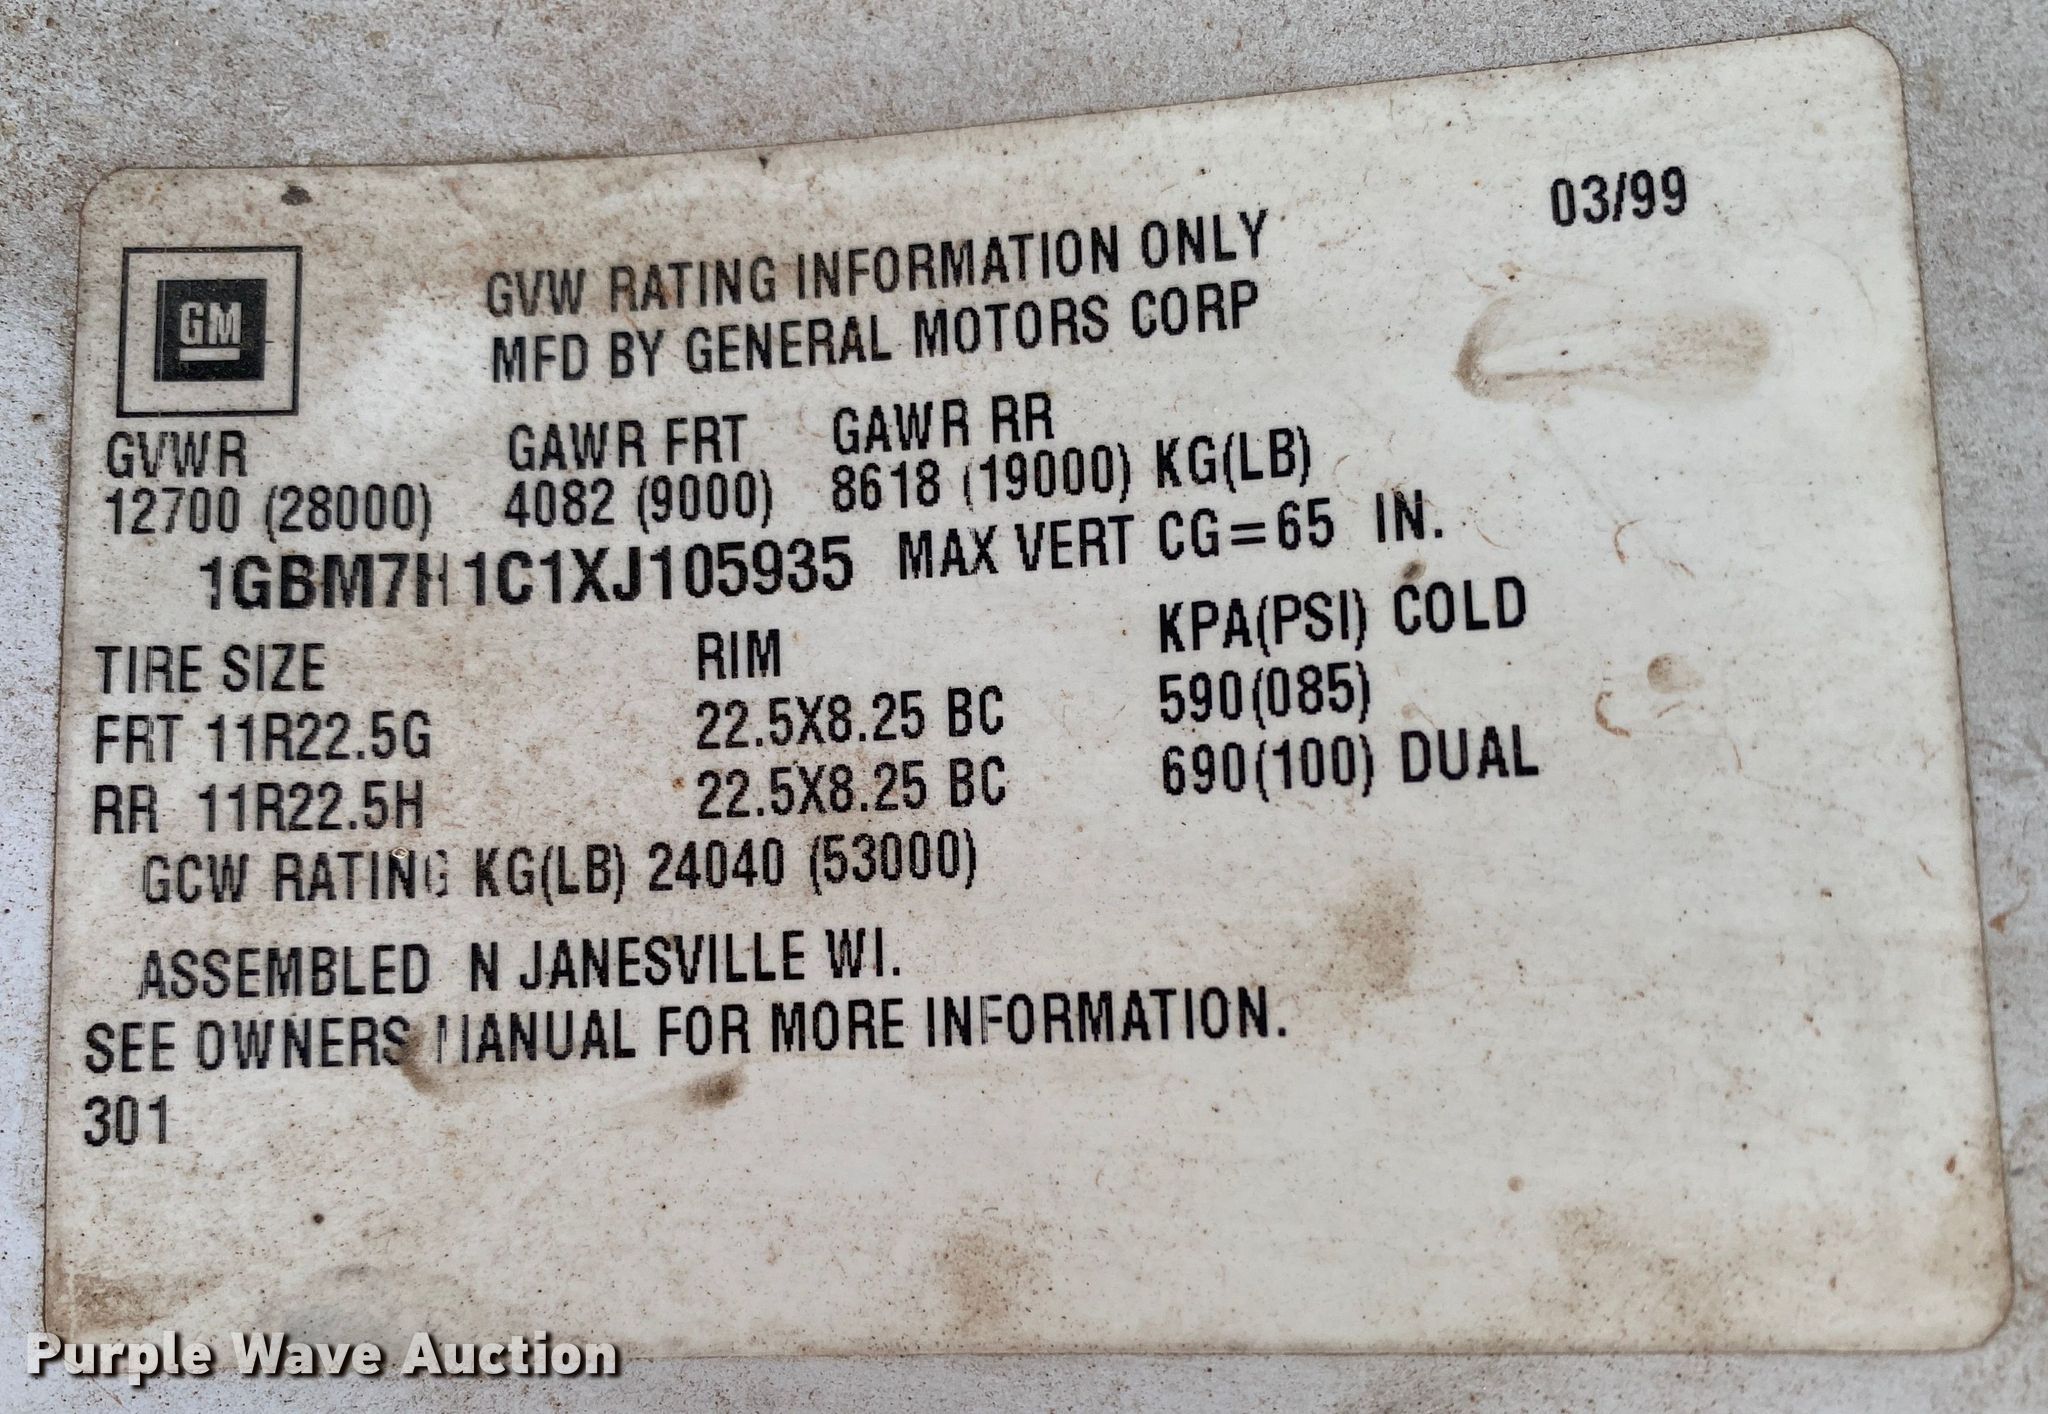 03/99
GM
GVW RATING INFORMATION ONLY
MFD BY GENERAL MOTORS CORP
GVWR GAWR FRT GAWR RR
12700 (28000) 4082 (9000) 8618 (19000) KG(LB)
1GBM7H1C1XJ105935 MAX VERT CG=65 IN.
TIRE SIZE RIM KPA(PSI) COLD
FRT 11R22.5G 22.5X8.25 BC 590(085)
RR 11R22.5H 22.5X8.25 BC 690(100) DUAL
GCW RATING KG(LB) 24040 (53000)
ASSEMBLED N JANESVILLE WI.
SEE OWNERS MANUAL FOR MORE INFORMATION.
301
Purple Wave Auction